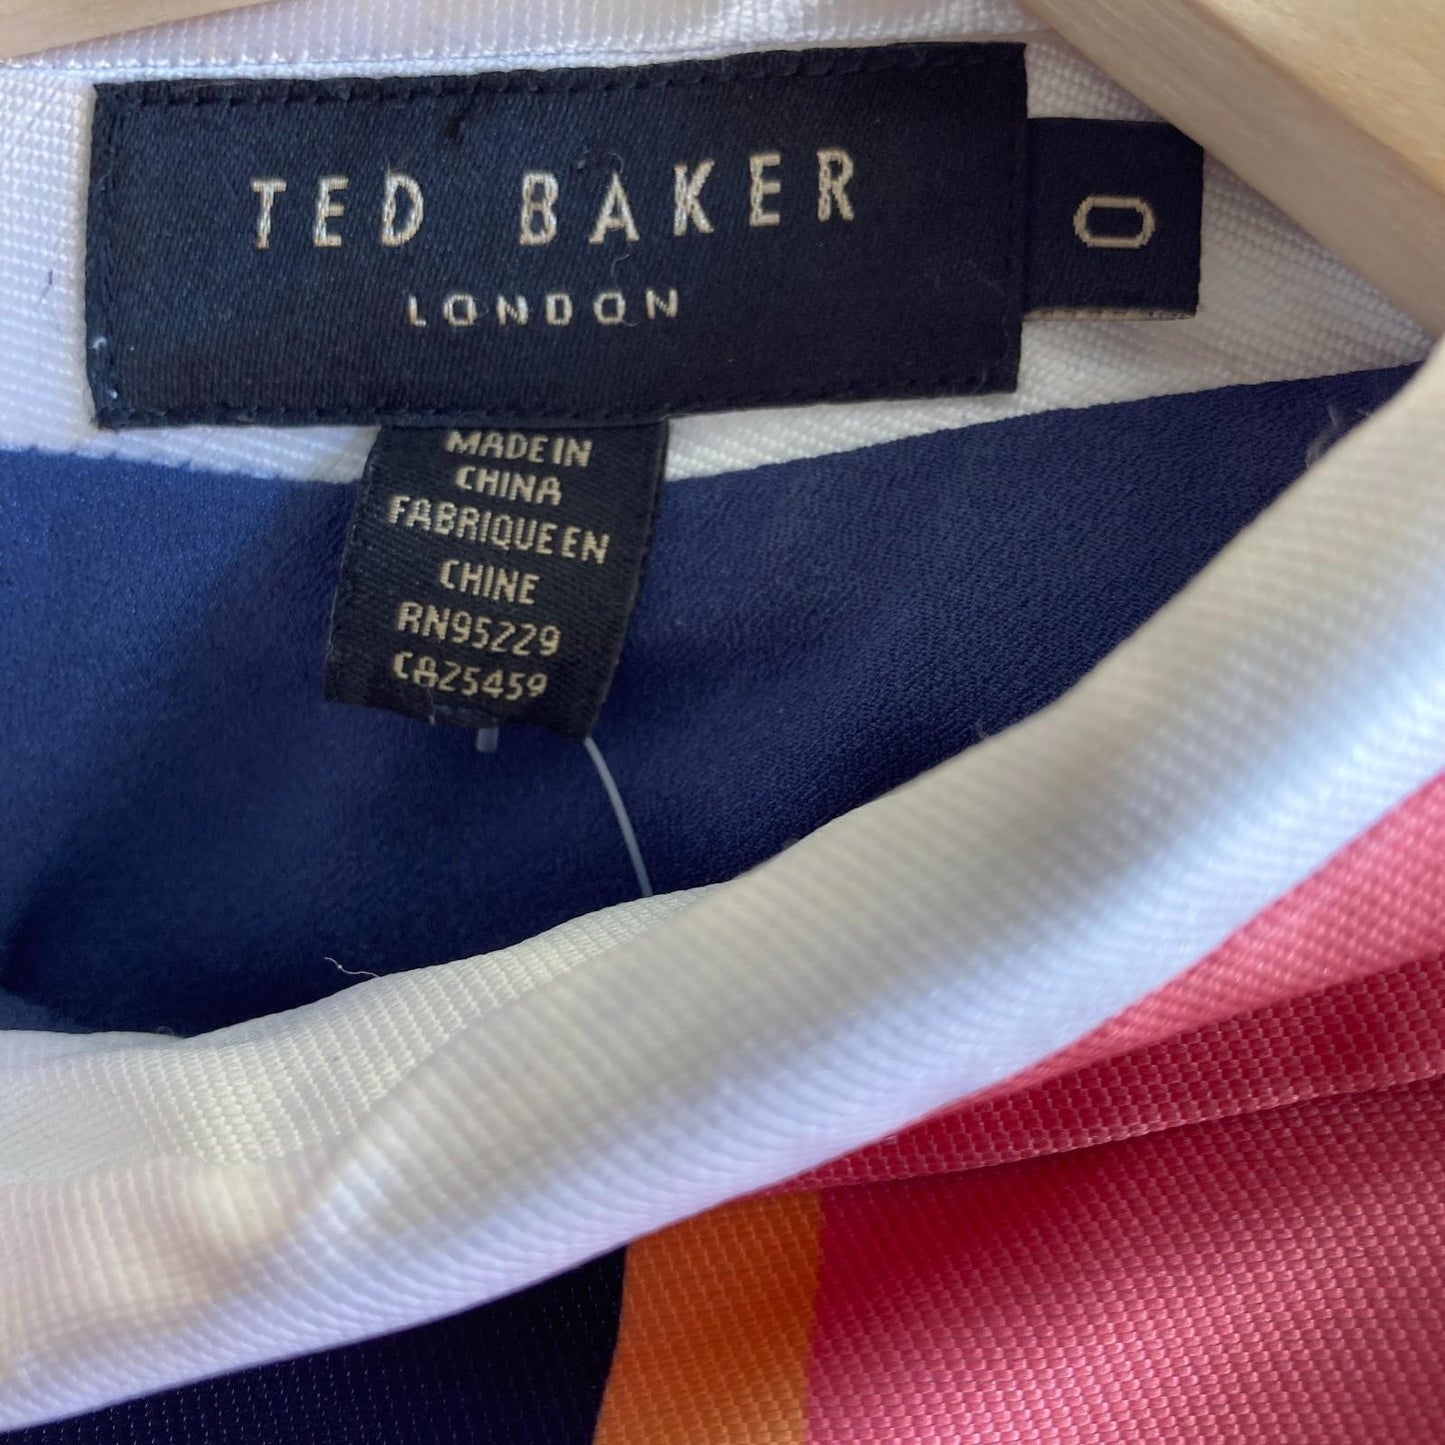 TED BAKER
LONDON
0
MADE IN
CHINA
FABRIQUE EN
CHINE
RN95229
CA25459